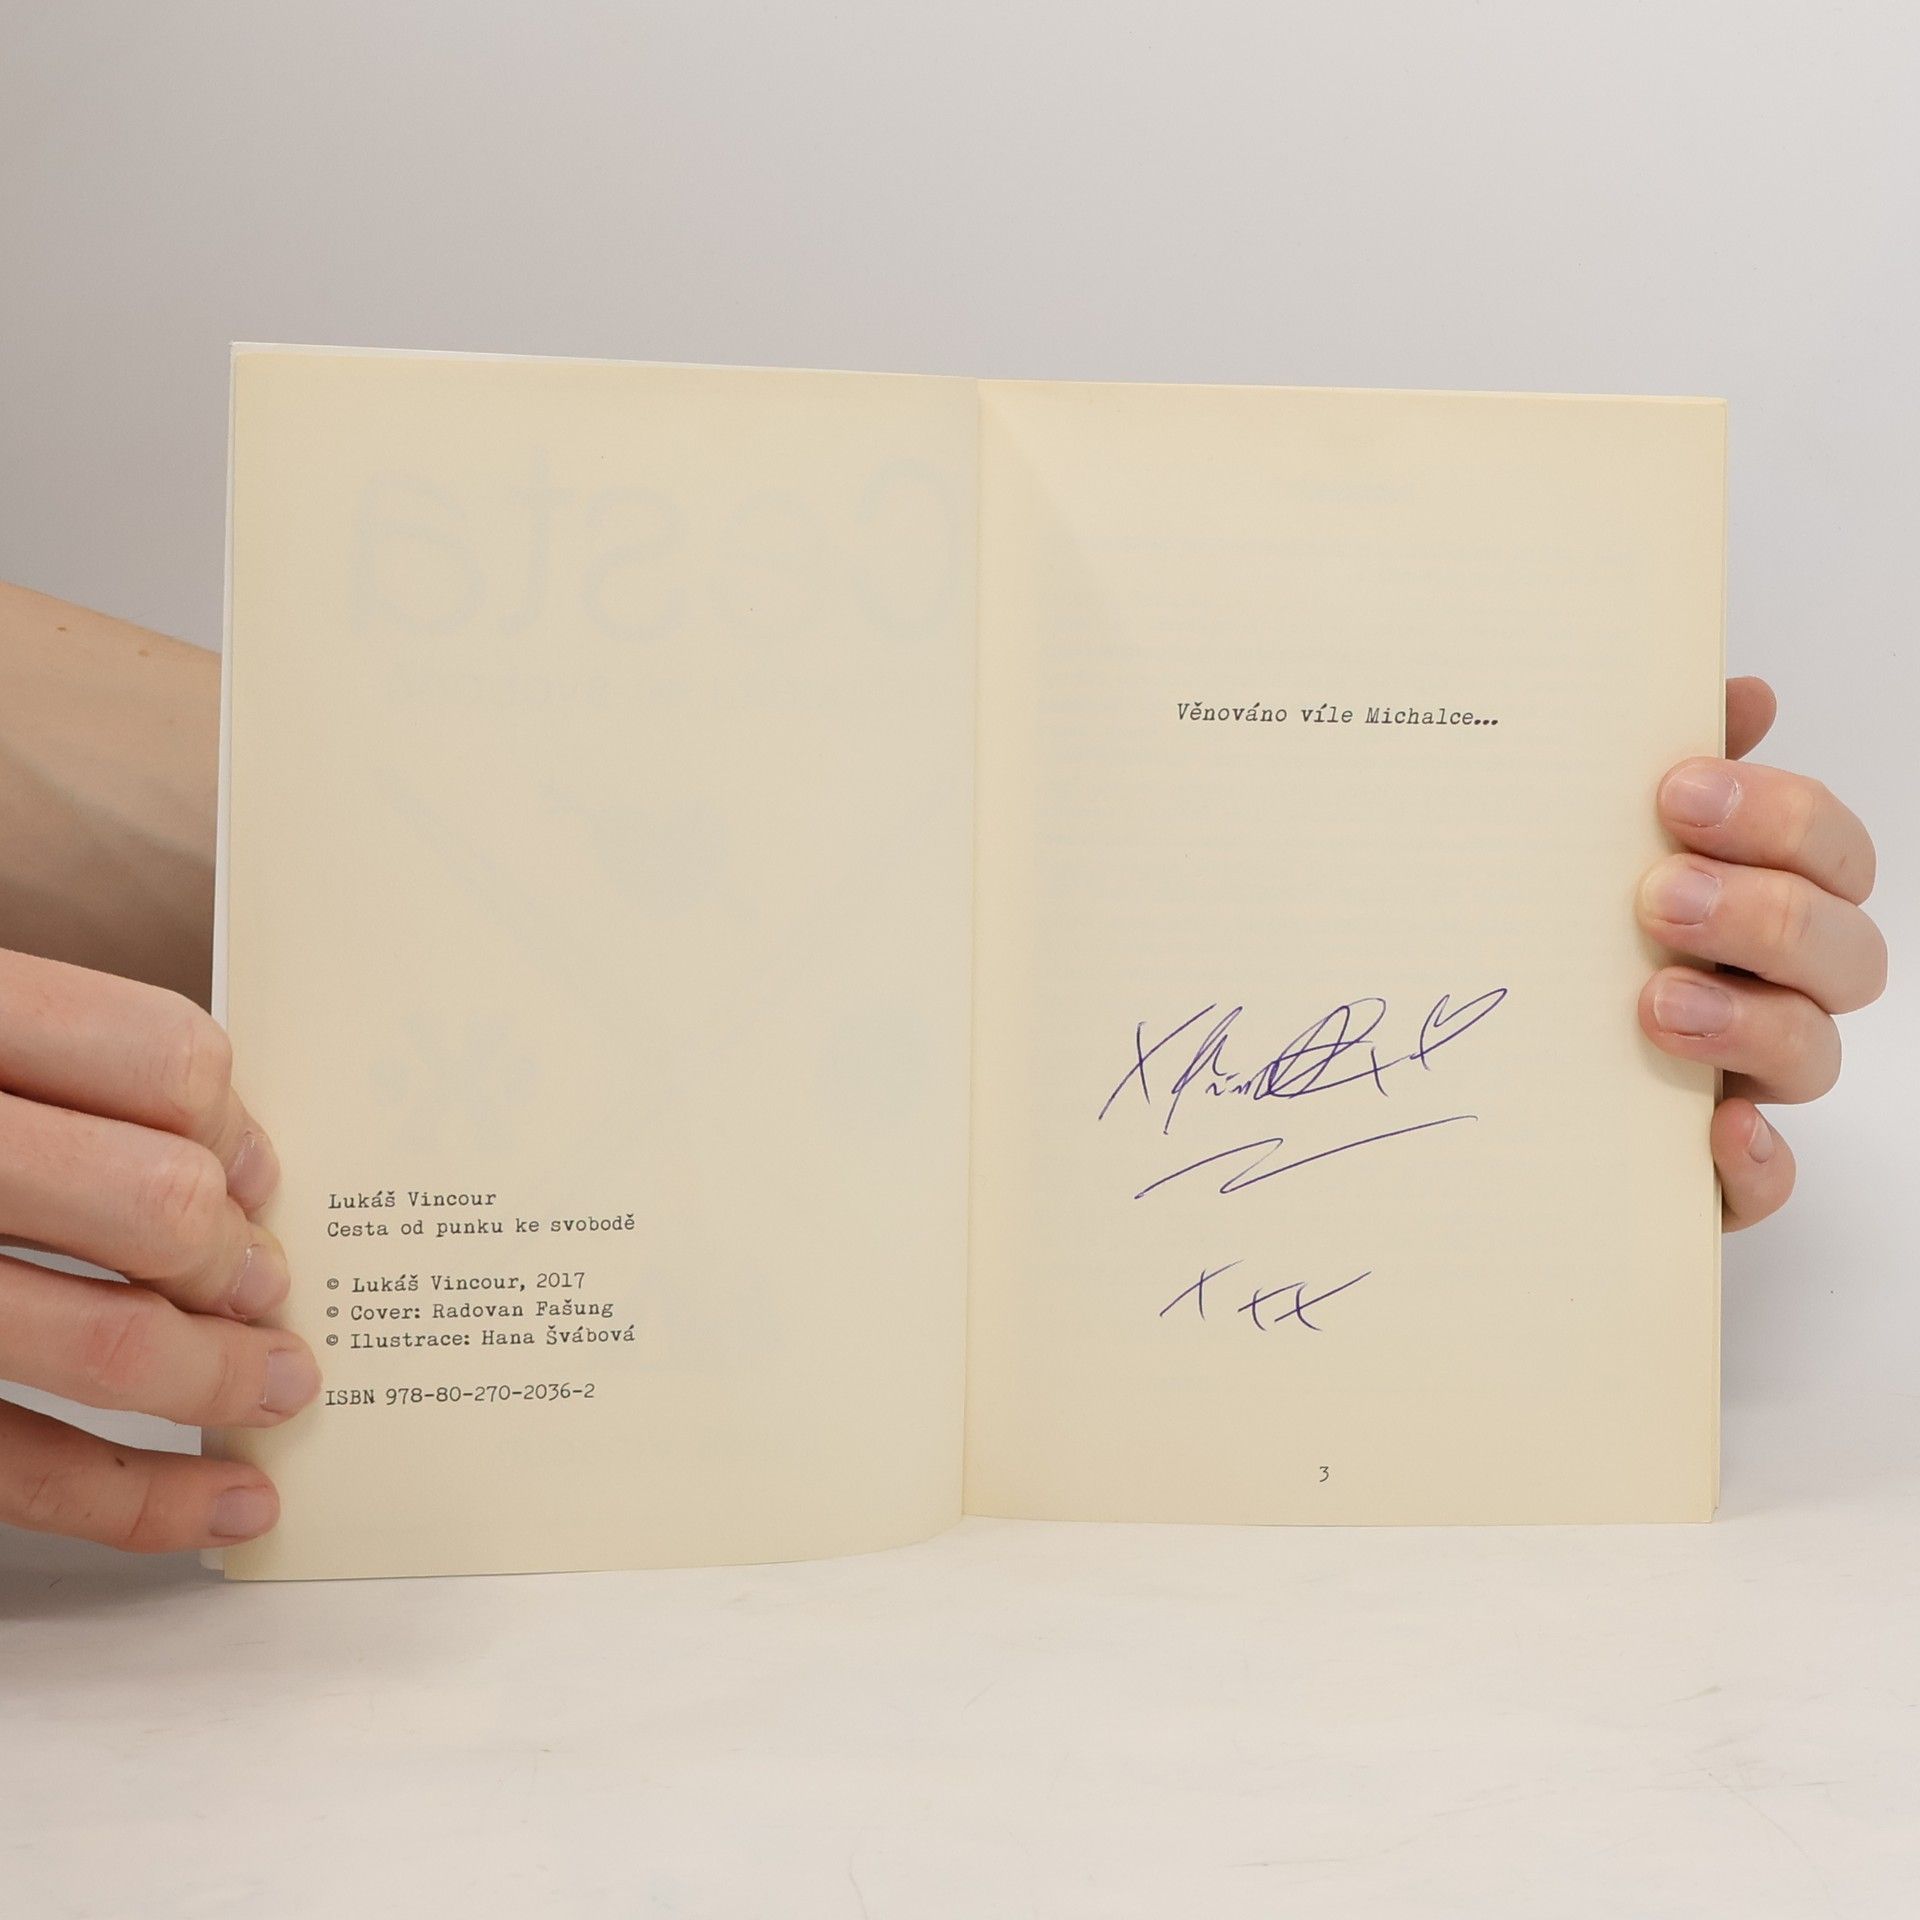 Lukáš Vincour
Cesta od punku ke svobodě
© Lukáš Vincour, 2017
© Cover: Radovan Fašung
© Ilustrace: Hana Švábová
ISBN 978-80-270-2036-2
Věnováno víle Michalce...
xxx
3